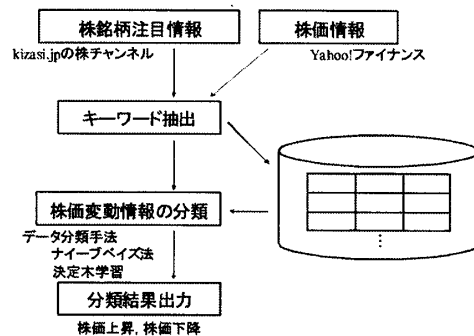 株銘柄注目情報
株価情報
kizasi.jpの株チャンネル
Yahoo!ファイナンス
キーワード抽出
株価変動情報の分類
データ分類手法
ナイーブベイズ法
決定木学習
分類結果出力
株価上昇, 株価下降